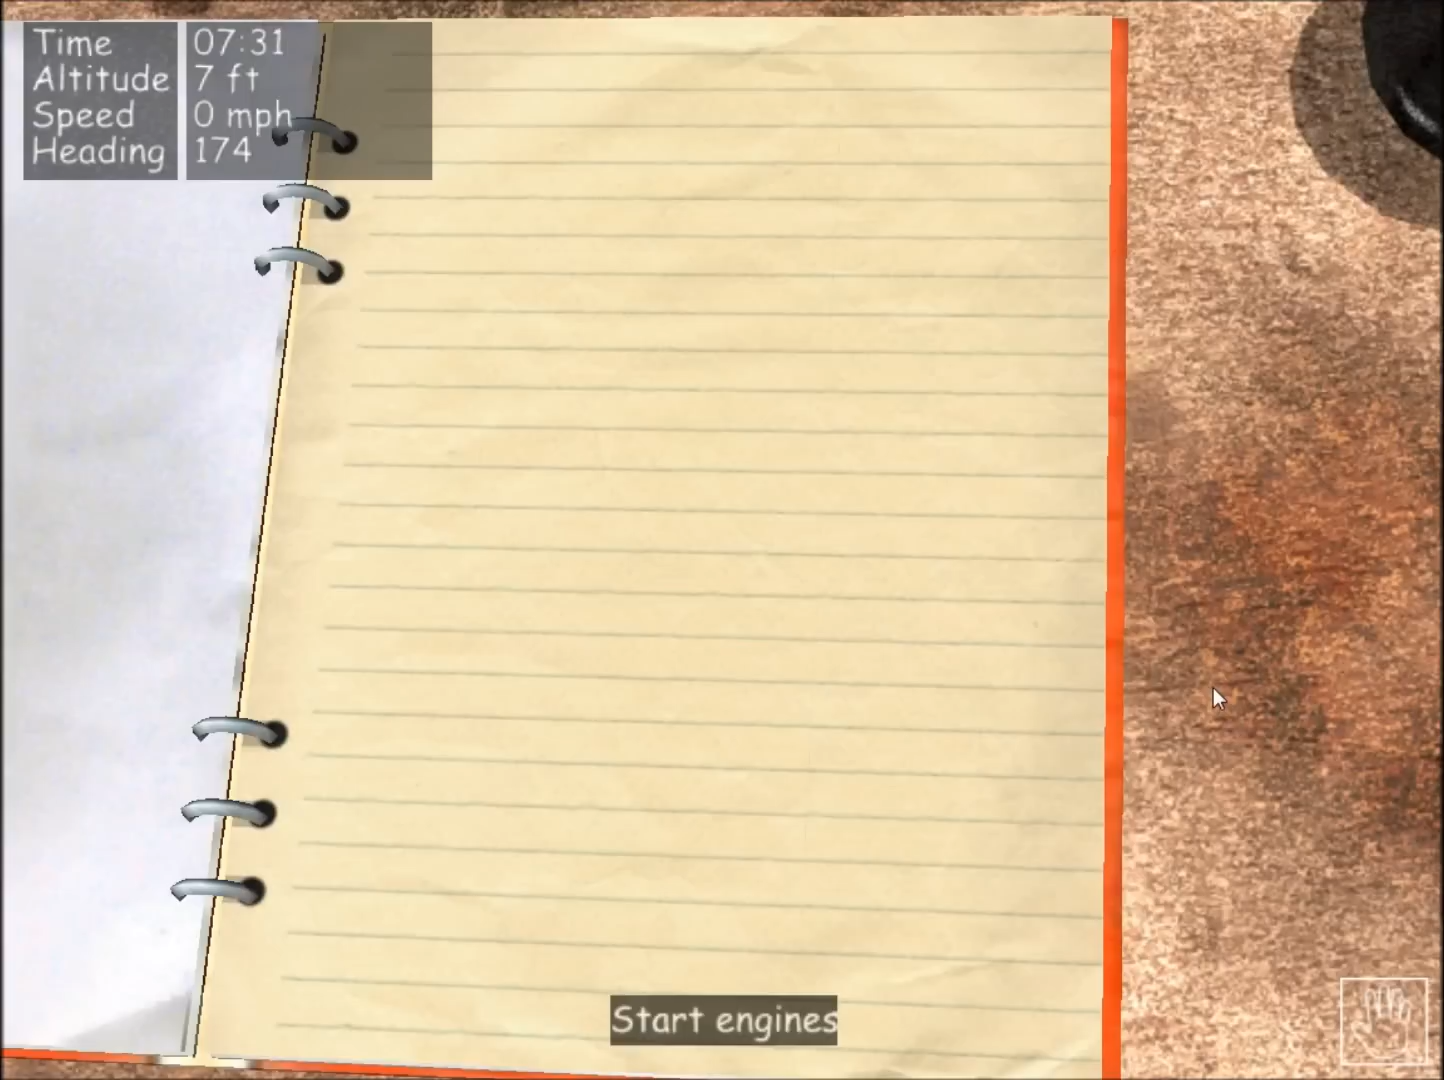 Time 07:31
Altitude 7 ft
Speed 0 mph
Heading 174
Start engines